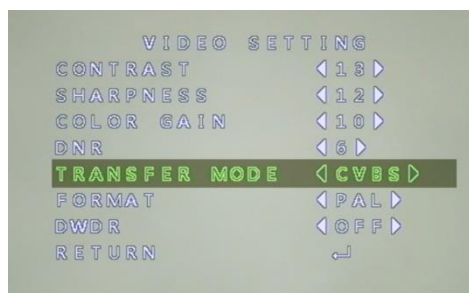 VIDEO SETTING
CONTRAST ◁13▷
SHARPNESS ◁12▷
COLOR GAIN ◁10▷
DNR ◁6▷
TRANSFER MODE ◁CVBS▷
FORMAT ◁PAL▷
DWDR ◁OFF▷
RETURN ↵